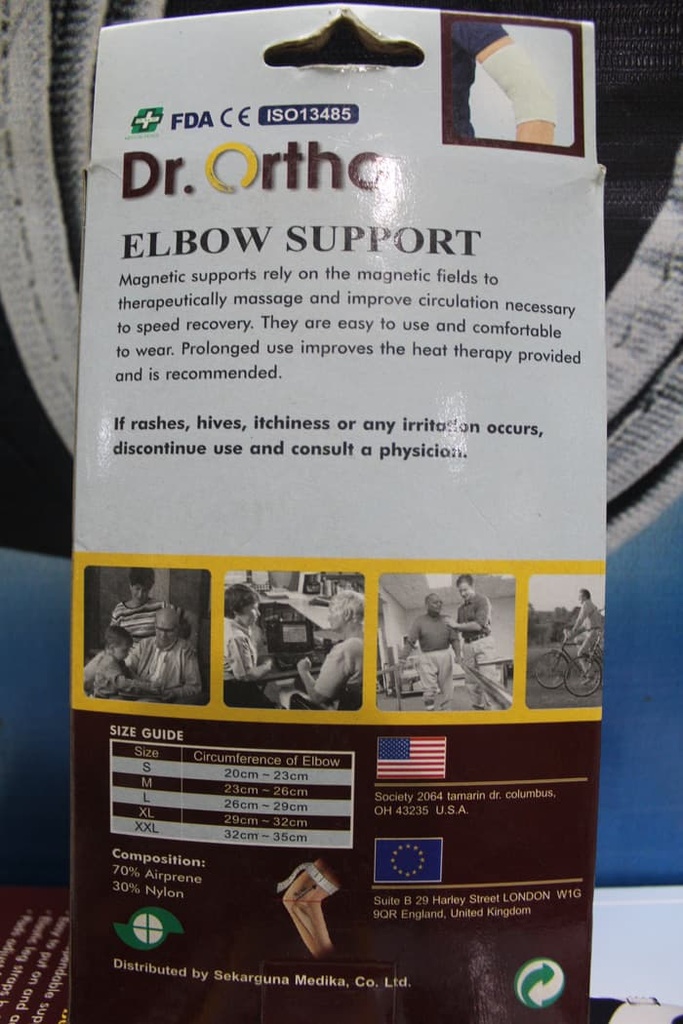 FDA CE ISO13485
Dr. Ortho
ELBOW SUPPORT
Magnetic supports rely on the magnetic fields to
therapeutically massage and improve circulation necessary
to speed recovery. They are easy to use and comfortable
to wear. Prolonged use improves the heat therapy provided
and is recommended.
If rashes, hives, itchiness or any irritation occurs,
discontinue use and consult a physician.
SIZE GUIDE
Size Circumference of Elbow
S 20cm ~ 23cm
M 23cm ~ 26cm
L 26cm ~ 29cm
XL 29cm ~ 32cm
XXL 32cm ~ 35cm
Composition:
70% Airprene
30% Nylon
Society 2064 tamarin dr. columbus,
OH 43235 U.S.A.
Suite B 29 Harley Street LONDON W1G
9QR England, United Kingdom
Distributed by Sekarguna Medika, Co. Ltd.